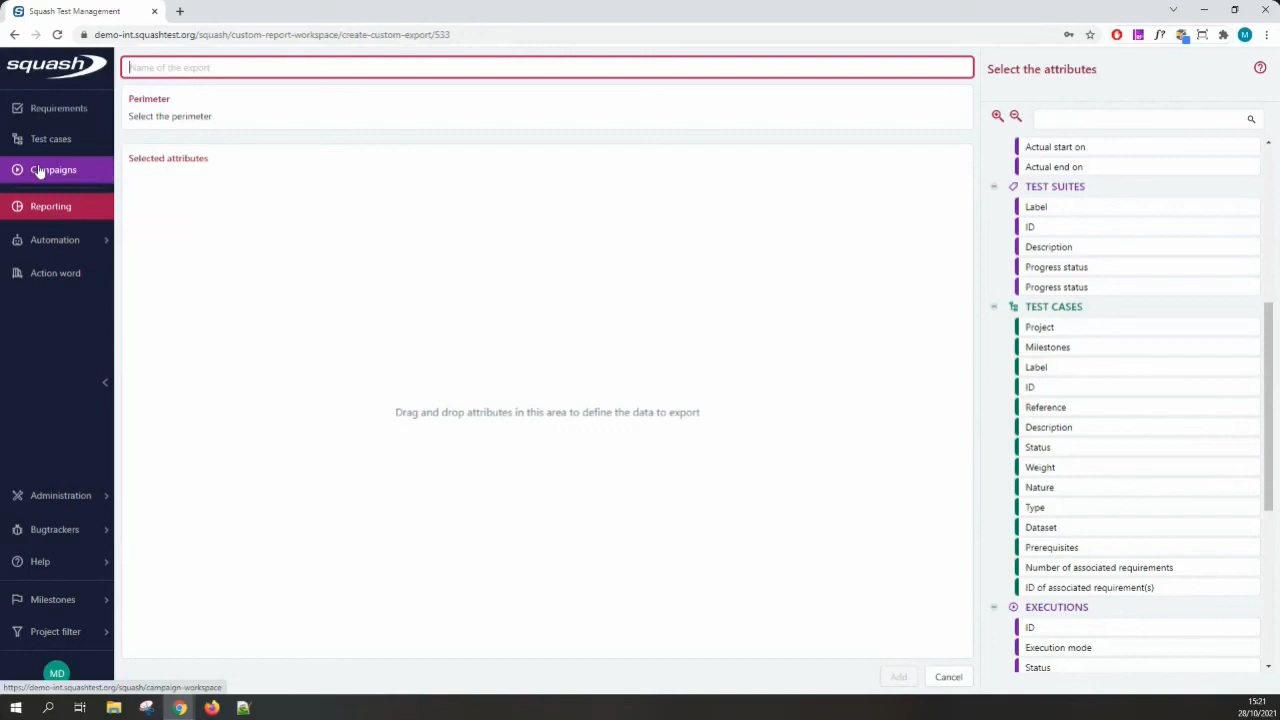 Squash Test Management
demo-int.squashtest.org/squash/custom-report-workspace/create-custom-export/533
M
squash
Requirements
Test cases
Campaigns
Reporting
Automation
Action word
Administration
Bugtrackers
Help
Milestones
Project filter
MD
https://demo-int.squashtest.org/squash/campaign-workspace
Name of the export
Perimeter
Select the perimeter
Selected attributes
Drag and drop attributes in this area to define the data to export
Add
Cancel
Select the attributes
Actual start on
Actual end on
TEST SUITES
Label
ID
Description
Progress status
Progress status
TEST CASES
Project
Milestones
Label
ID
Reference
Description
Status
Weight
Nature
Type
Dataset
Prerequisites
Number of associated requirements
ID of associated requirement(s)
EXECUTIONS
ID
Execution mode
Status
15:21
28/10/2021